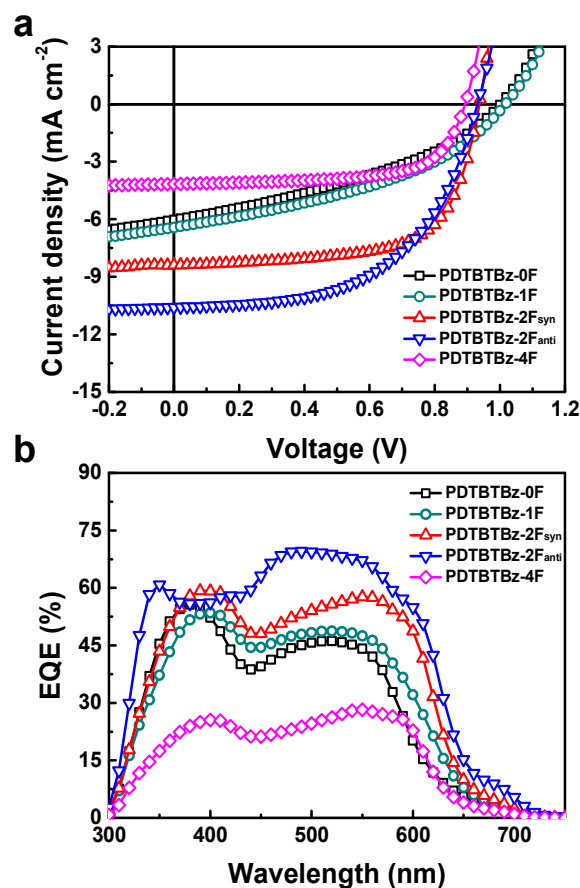 a
Current density (mA cm⁻²)
3
0
-3
-6
-9
-12
-15
-0.2 0.0 0.2 0.4 0.6 0.8 1.0 1.2
Voltage (V)
PDTBTBz-0F
PDTBTBz-1F
PDTBTBz-2Fsyn
PDTBTBz-2Fanti
PDTBTBz-4F
b
EQE (%)
90
75
60
45
30
15
0
300 400 500 600 700
Wavelength (nm)
PDTBTBz-0F
PDTBTBz-1F
PDTBTBz-2Fsyn
PDTBTBz-2Fanti
PDTBTBz-4F